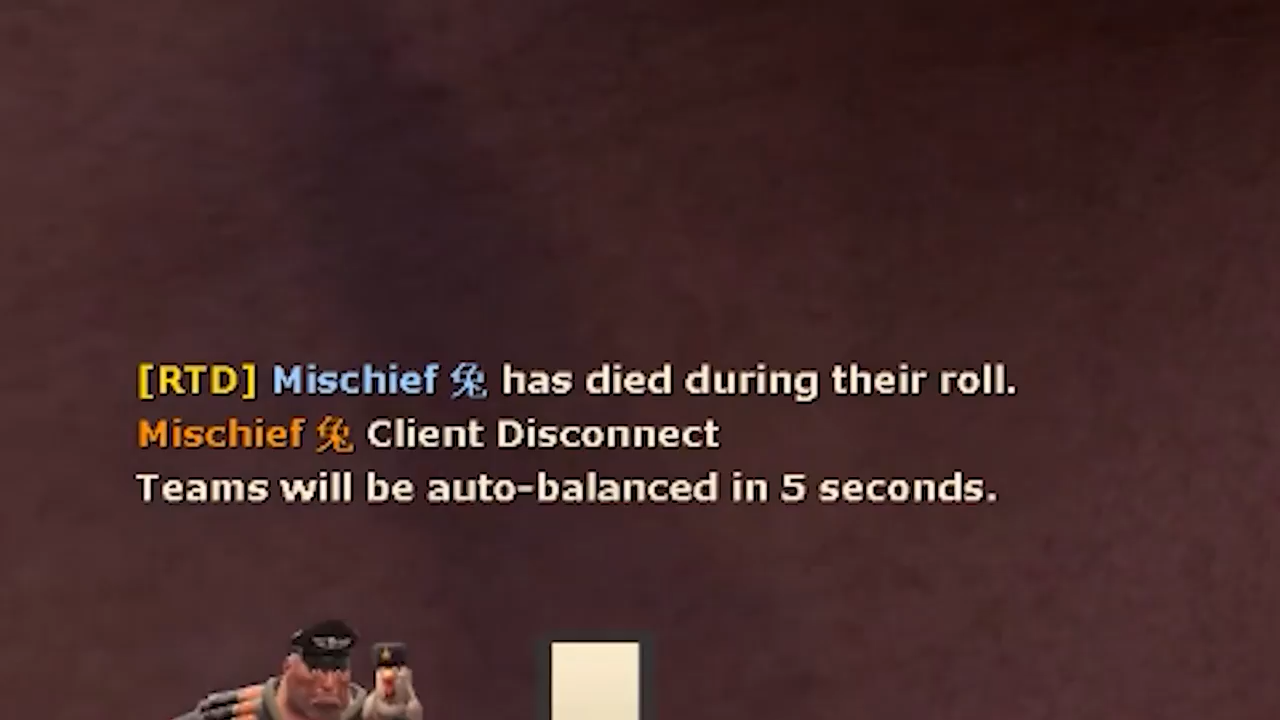 [RTD] Mischief 兔 has died during their roll.
Mischief 兔 Client Disconnect
Teams will be auto-balanced in 5 seconds.